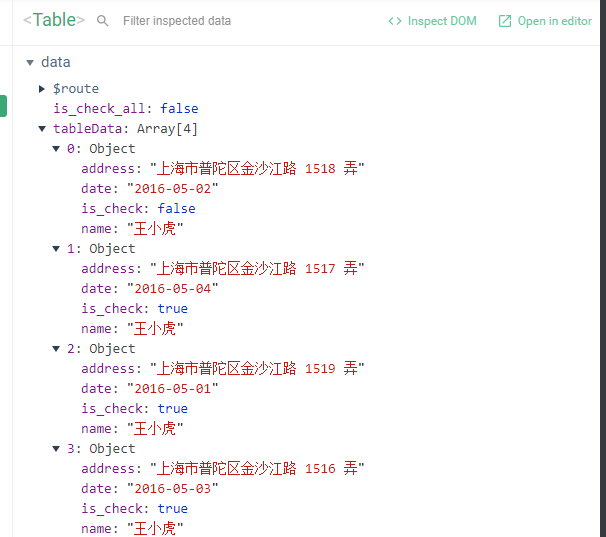 <Table> Filter inspected data <> Inspect DOM Open in editor
data
$route
is_check_all: false
tableData: Array[4]
0: Object
address: "上海市普陀区金沙江路 1518 弄"
date: "2016-05-02"
is_check: false
name: "王小虎"
1: Object
address: "上海市普陀区金沙江路 1517 弄"
date: "2016-05-04"
is_check: true
name: "王小虎"
2: Object
address: "上海市普陀区金沙江路 1519 弄"
date: "2016-05-01"
is_check: true
name: "王小虎"
3: Object
address: "上海市普陀区金沙江路 1516 弄"
date: "2016-05-03"
is_check: true
name: "王小虎"